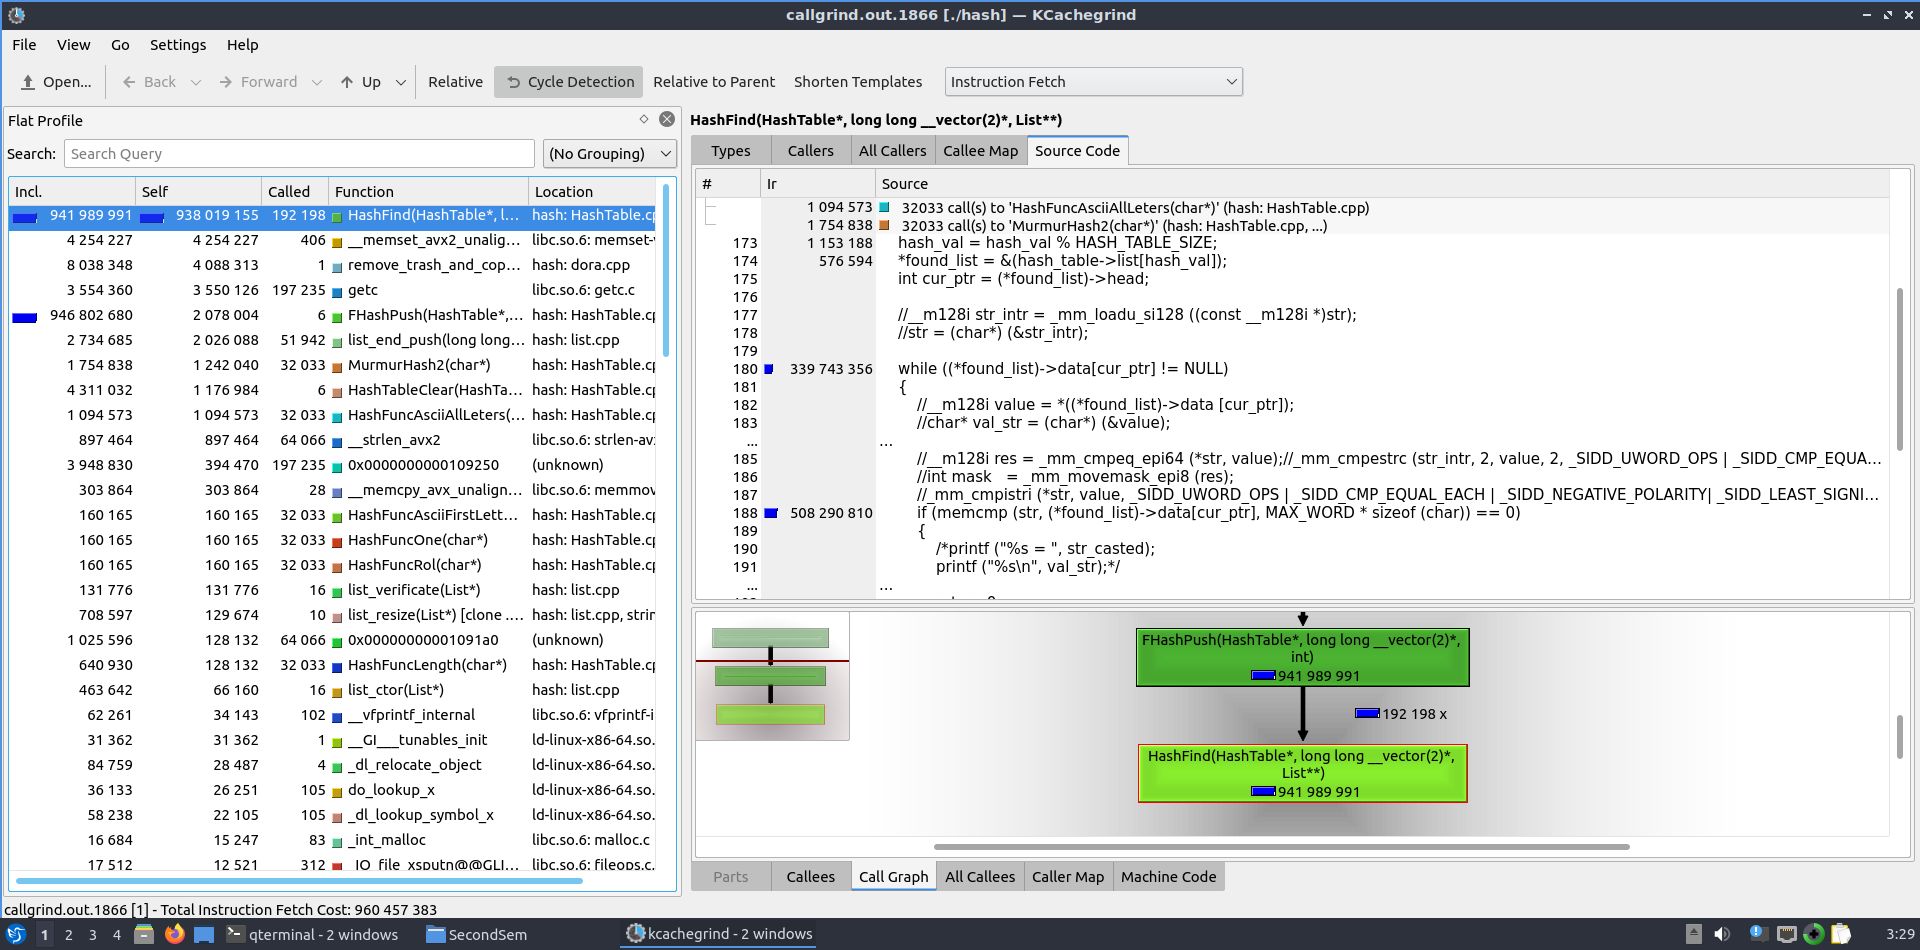 callgrind.out.1866 [./hash] — KCachegrind
File View Go Settings Help
Open... Back Forward Up Relative Cycle Detection Relative to Parent Shorten Templates Instruction Fetch
Flat Profile
Search: Search Query (No Grouping)
Incl. Self Called Function Location
941 989 991 938 019 155 192 198 HashFind(HashTable*, l... hash: HashTable.cp
4 254 227 4 254 227 406 __memset_avx2_unalig... libc.so.6: memset-
8 038 348 4 088 313 1 remove_trash_and_cop... hash: dora.cpp
3 554 360 3 550 126 197 235 getc libc.so.6: getc.c
946 802 680 2 078 004 6 FHashPush(HashTable*,... hash: HashTable.cp
2 734 685 2 026 088 51 942 list_end_push(long long... hash: list.cpp
1 754 838 1 242 040 32 033 MurmurHash2(char*) hash: HashTable.cp
4 311 032 1 176 984 6 HashTableClear(HashTa... hash: HashTable.cp
1 094 573 1 094 573 32 033 HashFuncAsciiAllLeters(... hash: HashTable.cp
897 464 897 464 64 066 __strlen_avx2 libc.so.6: strlen-av
3 948 830 394 470 197 235 0x0000000000109250 (unknown)
303 864 303 864 28 __memcpy_avx_unalign... libc.so.6: memmov
160 165 160 165 32 033 HashFuncAsciiFirstLett... hash: HashTable.cp
160 165 160 165 32 033 HashFuncOne(char*) hash: HashTable.cp
160 165 160 165 32 033 HashFuncRol(char*) hash: HashTable.cp
131 776 131 776 16 list_verificate(List*) hash: list.cpp
708 597 129 674 10 list_resize(List*) [clone .... hash: list.cpp, strin
1 025 596 128 132 64 066 0x00000000001091a0 (unknown)
640 930 128 132 32 033 HashFuncLength(char*) hash: HashTable.cp
463 642 66 160 16 list_ctor(List*) hash: list.cpp
62 261 34 143 102 __vfprintf_internal libc.so.6: vfprintf-i
31 362 31 362 1 __GI___tunables_init ld-linux-x86-64.so.
84 759 28 487 4 _dl_relocate_object ld-linux-x86-64.so.
36 133 26 251 105 do_lookup_x ld-linux-x86-64.so.
58 238 22 105 105 _dl_lookup_symbol_x ld-linux-x86-64.so.
16 684 15 247 83 _int_malloc libc.so.6: malloc.c
17 512 12 521 312 _IO_file_xsputn@@GLI... libc.so.6: fileops.c
callgrind.out.1866 [1] - Total Instruction Fetch Cost: 960 457 383
HashFind(HashTable*, long long __vector(2)*, List**)
Types Callers All Callers Callee Map Source Code
# Ir Source
1 094 573 32033 call(s) to 'HashFuncAsciiAllLeters(char*)' (hash: HashTable.cpp)
1 754 838 32033 call(s) to 'MurmurHash2(char*)' (hash: HashTable.cpp, ...)
173 1 153 188 hash_val = hash_val % HASH_TABLE_SIZE;
174 576 594 *found_list = &(hash_table->list[hash_val]);
175 int cur_ptr = (*found_list)->head;
176
177 //__m128i str_intr = _mm_loadu_si128 ((const __m128i *)str);
178 //str = (char*) (&str_intr);
179
180 339 743 356 while ((*found_list)->data[cur_ptr] != NULL)
181 {
182 //__m128i value = *((*found_list)->data [cur_ptr]);
183 //char* val_str = (char*) (&value);
... ...
185 //__m128i res = _mm_cmpeq_epi64 (*str, value);//_mm_cmpestrc (str_intr, 2, value, 2, _SIDD_UWORD_OPS | _SIDD_CMP_EQUA...
186 //int mask = _mm_movemask_epi8 (res);
187 //_mm_cmpistri (*str, value, _SIDD_UWORD_OPS | _SIDD_CMP_EQUAL_EACH | _SIDD_NEGATIVE_POLARITY| _SIDD_LEAST_SIGNI...
188 508 290 810 if (memcmp (str, (*found_list)->data[cur_ptr], MAX_WORD * sizeof (char)) == 0)
189 {
190 /*printf ("%s = ", str_casted);
191 printf ("%s\n", val_str);*/
... ...
FHashPush(HashTable*, long long __vector(2)*,
int)
941 989 991
192 198 x
HashFind(HashTable*, long long __vector(2)*,
List**)
941 989 991
Parts Callees Call Graph All Callees Caller Map Machine Code
1 2 3 4 qterminal - 2 windows SecondSem kcachegrind - 2 windows 3:29